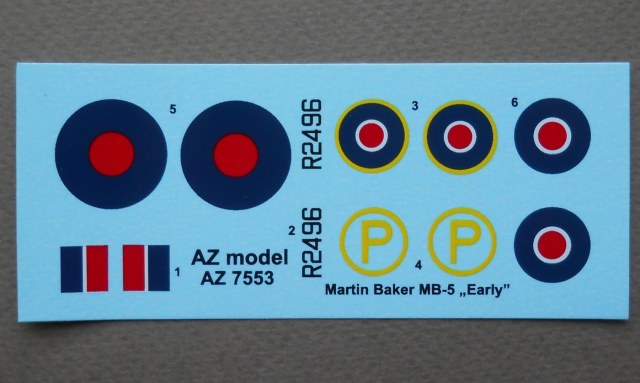 5
R2496
3
6
2
R2496
P
P
4
1
AZ model
AZ 7553
Martin Baker MB-5 „Early”